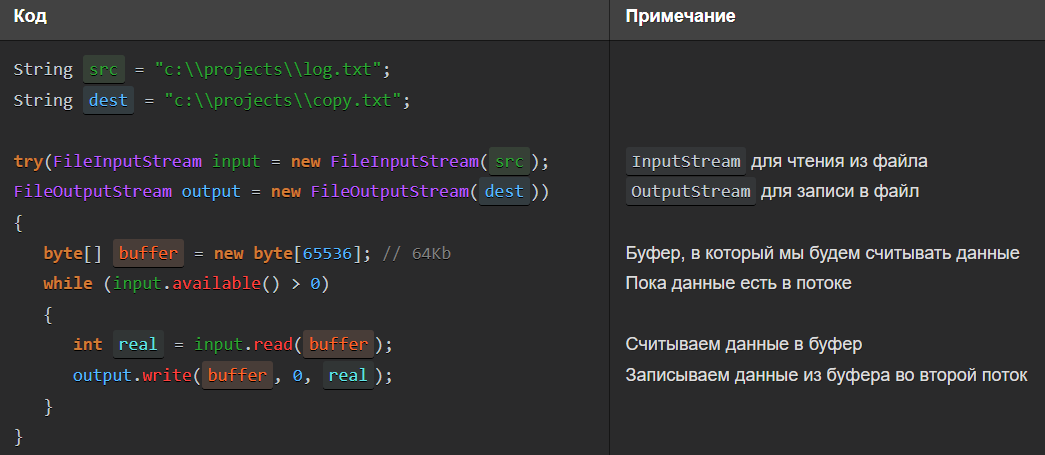 Код Примечание
String src = "c:\\projects\\log.txt";
String dest = "c:\\projects\\copy.txt";
try(FileInputStream input = new FileInputStream(src); InputStream для чтения из файла
FileOutputStream output = new FileOutputStream(dest)) OutputStream для записи в файл
{
byte[] buffer = new byte[65536]; // 64Kb Буфер, в который мы будем считывать данные
while (input.available() > 0) Пока данные есть в потоке
{
int real = input.read(buffer); Считываем данные в буфер
output.write(buffer, 0, real); Записываем данные из буфера во второй поток
}
}